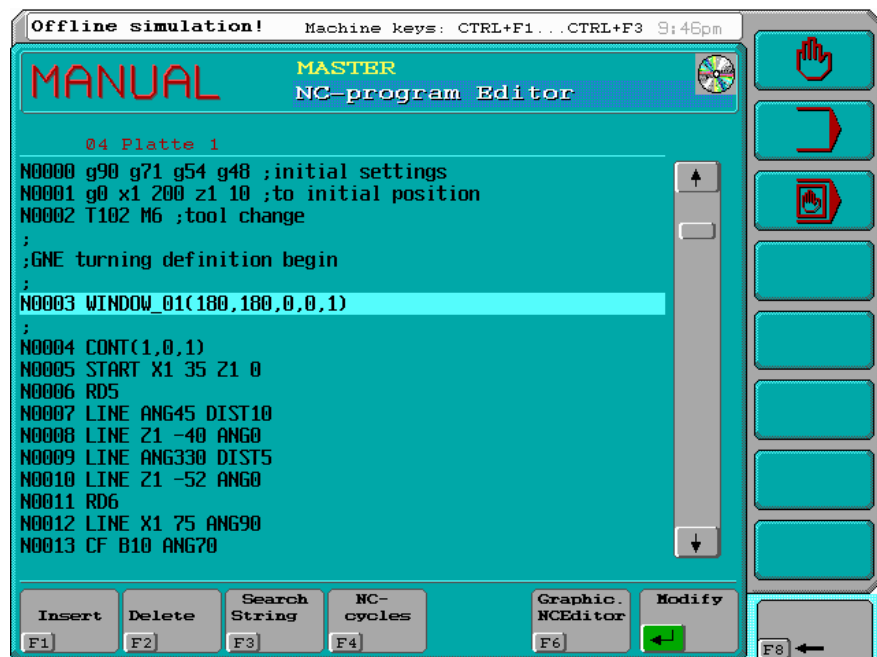 Offline simulation! Machine keys: CTRL+F1...CTRL+F3 9:46pm
MANUAL
MASTER
NC-program Editor
04 Platte 1
N0000 g90 g71 g54 g48 ;initial settings
N0001 g0 x1 200 z1 10 ;to initial position
N0002 T102 M6 ;tool change
;
;GNE turning definition begin
;
N0003 WINDOW_01(180,180,0,0,1)
;
N0004 CONT(1,0,1)
N0005 START X1 35 Z1 0
N0006 RD5
N0007 LINE ANG45 DIST10
N0008 LINE Z1 -40 ANG0
N0009 LINE ANG330 DIST5
N0010 LINE Z1 -52 ANG0
N0011 RD6
N0012 LINE X1 75 ANG90
N0013 CF B10 ANG70
Insert
F1
Delete
F2
Search
String
F3
NC-
cycles
F4
Graphic.
NCEditor
F6
Modify
F8